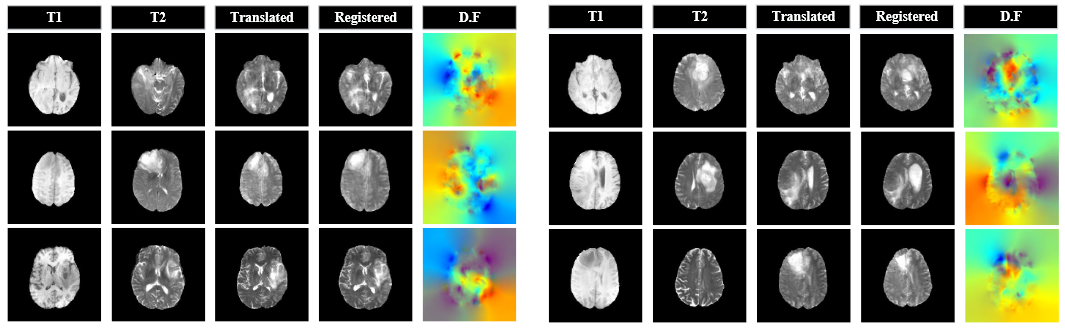 T1 T2 Translated Registered D.F T1 T2 Translated Registered D.F